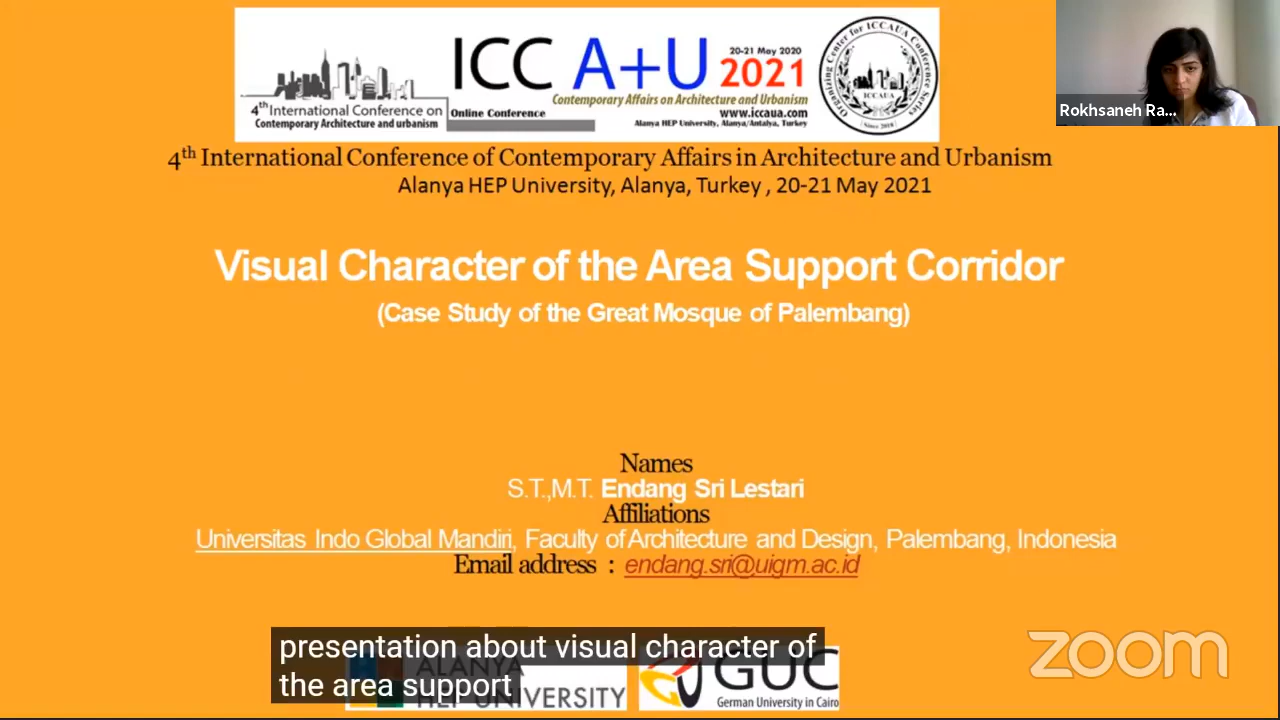 4th International Conference on
Contemporary Architecture and urbanism
ICC A+U
20-21 May 2020
2021
Contemporary Affairs on Architecture and Urbanism
Online Conference
www.iccaua.com
Alanya HEP University, Alanya/Antalya, Turkey
Organizing Center for ICCAUA Conference Series
ICCAUA
(Since 2018)
Rokhsaneh Ra...
4th International Conference of Contemporary Affairs in Architecture and Urbanism
Alanya HEP University, Alanya, Turkey , 20-21 May 2021
Visual Character of the Area Support Corridor
(Case Study of the Great Mosque of Palembang)
Names
S.T.,M.T. Endang Sri Lestari
Affiliations
Universitas Indo Global Mandiri, Faculty of Architecture and Design, Palembang, Indonesia
Email address : endang.sri@uigm.ac.id
presentation about visual character of
the area support
ALANYA
HEP UNIVERSITY
GUC
German University in Cairo
zoom